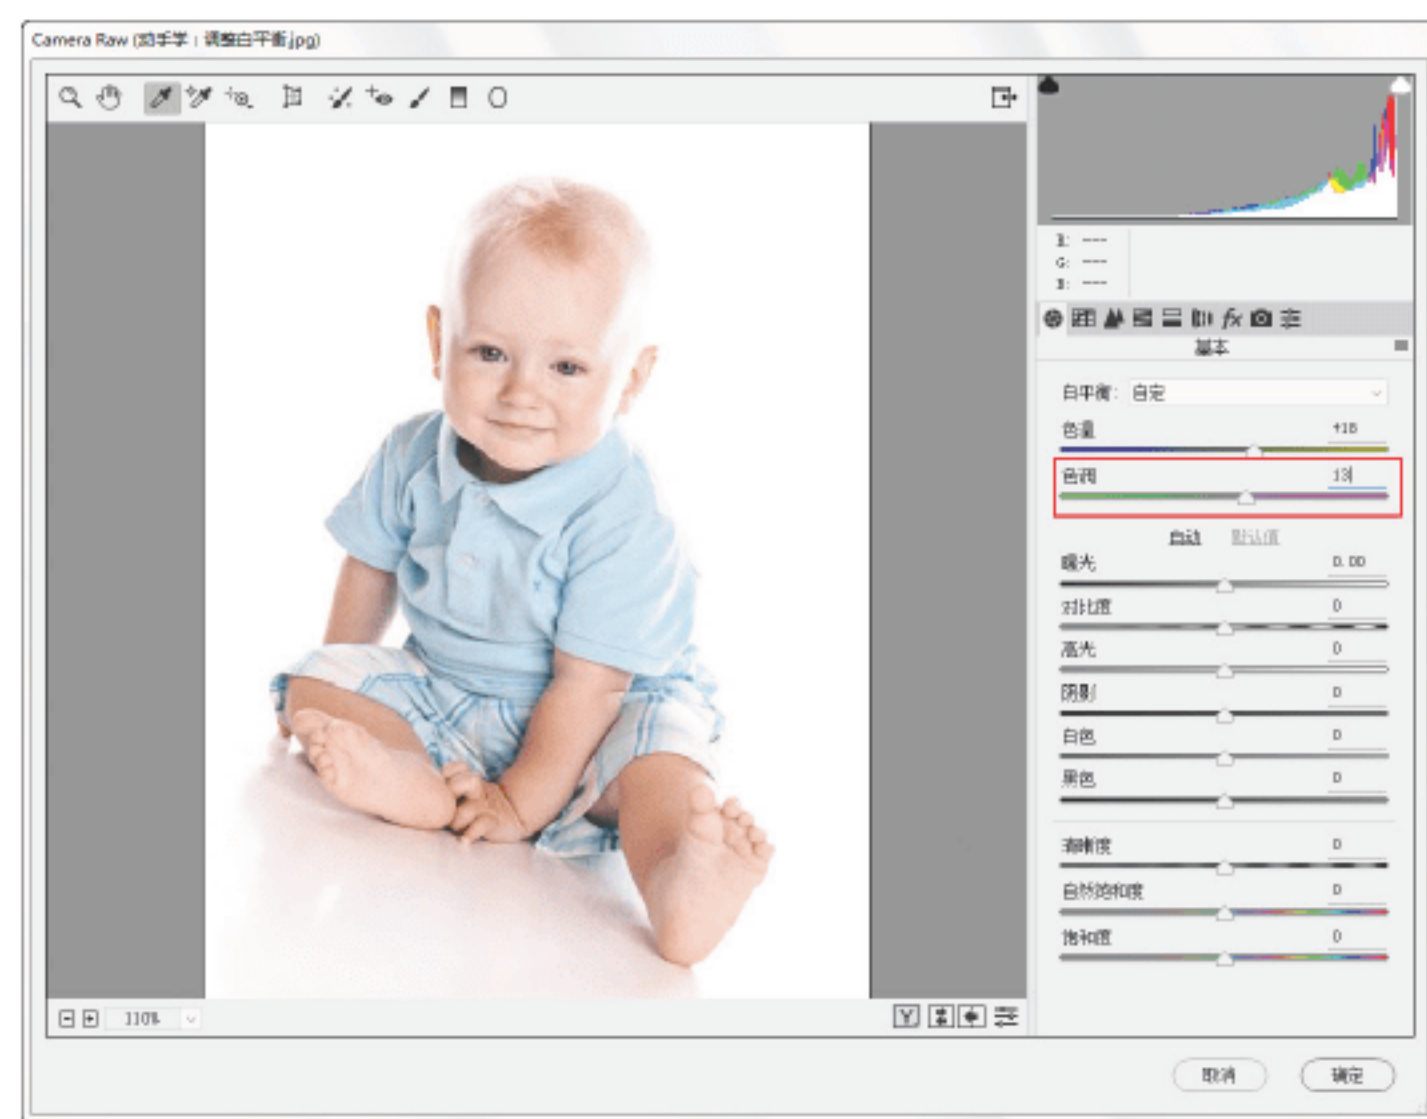 Camera Raw (动手学：调整白平衡.jpg)
R: ---
G: ---
B: ---
fx
基本
白平衡: 自定
色温 +18
色调 13
自动 默认值
曝光 0.00
对比度 0
高光 0
阴影 0
白色 0
黑色 0
清晰度 0
自然饱和度 0
饱和度 0
110%
Y
取消 确定